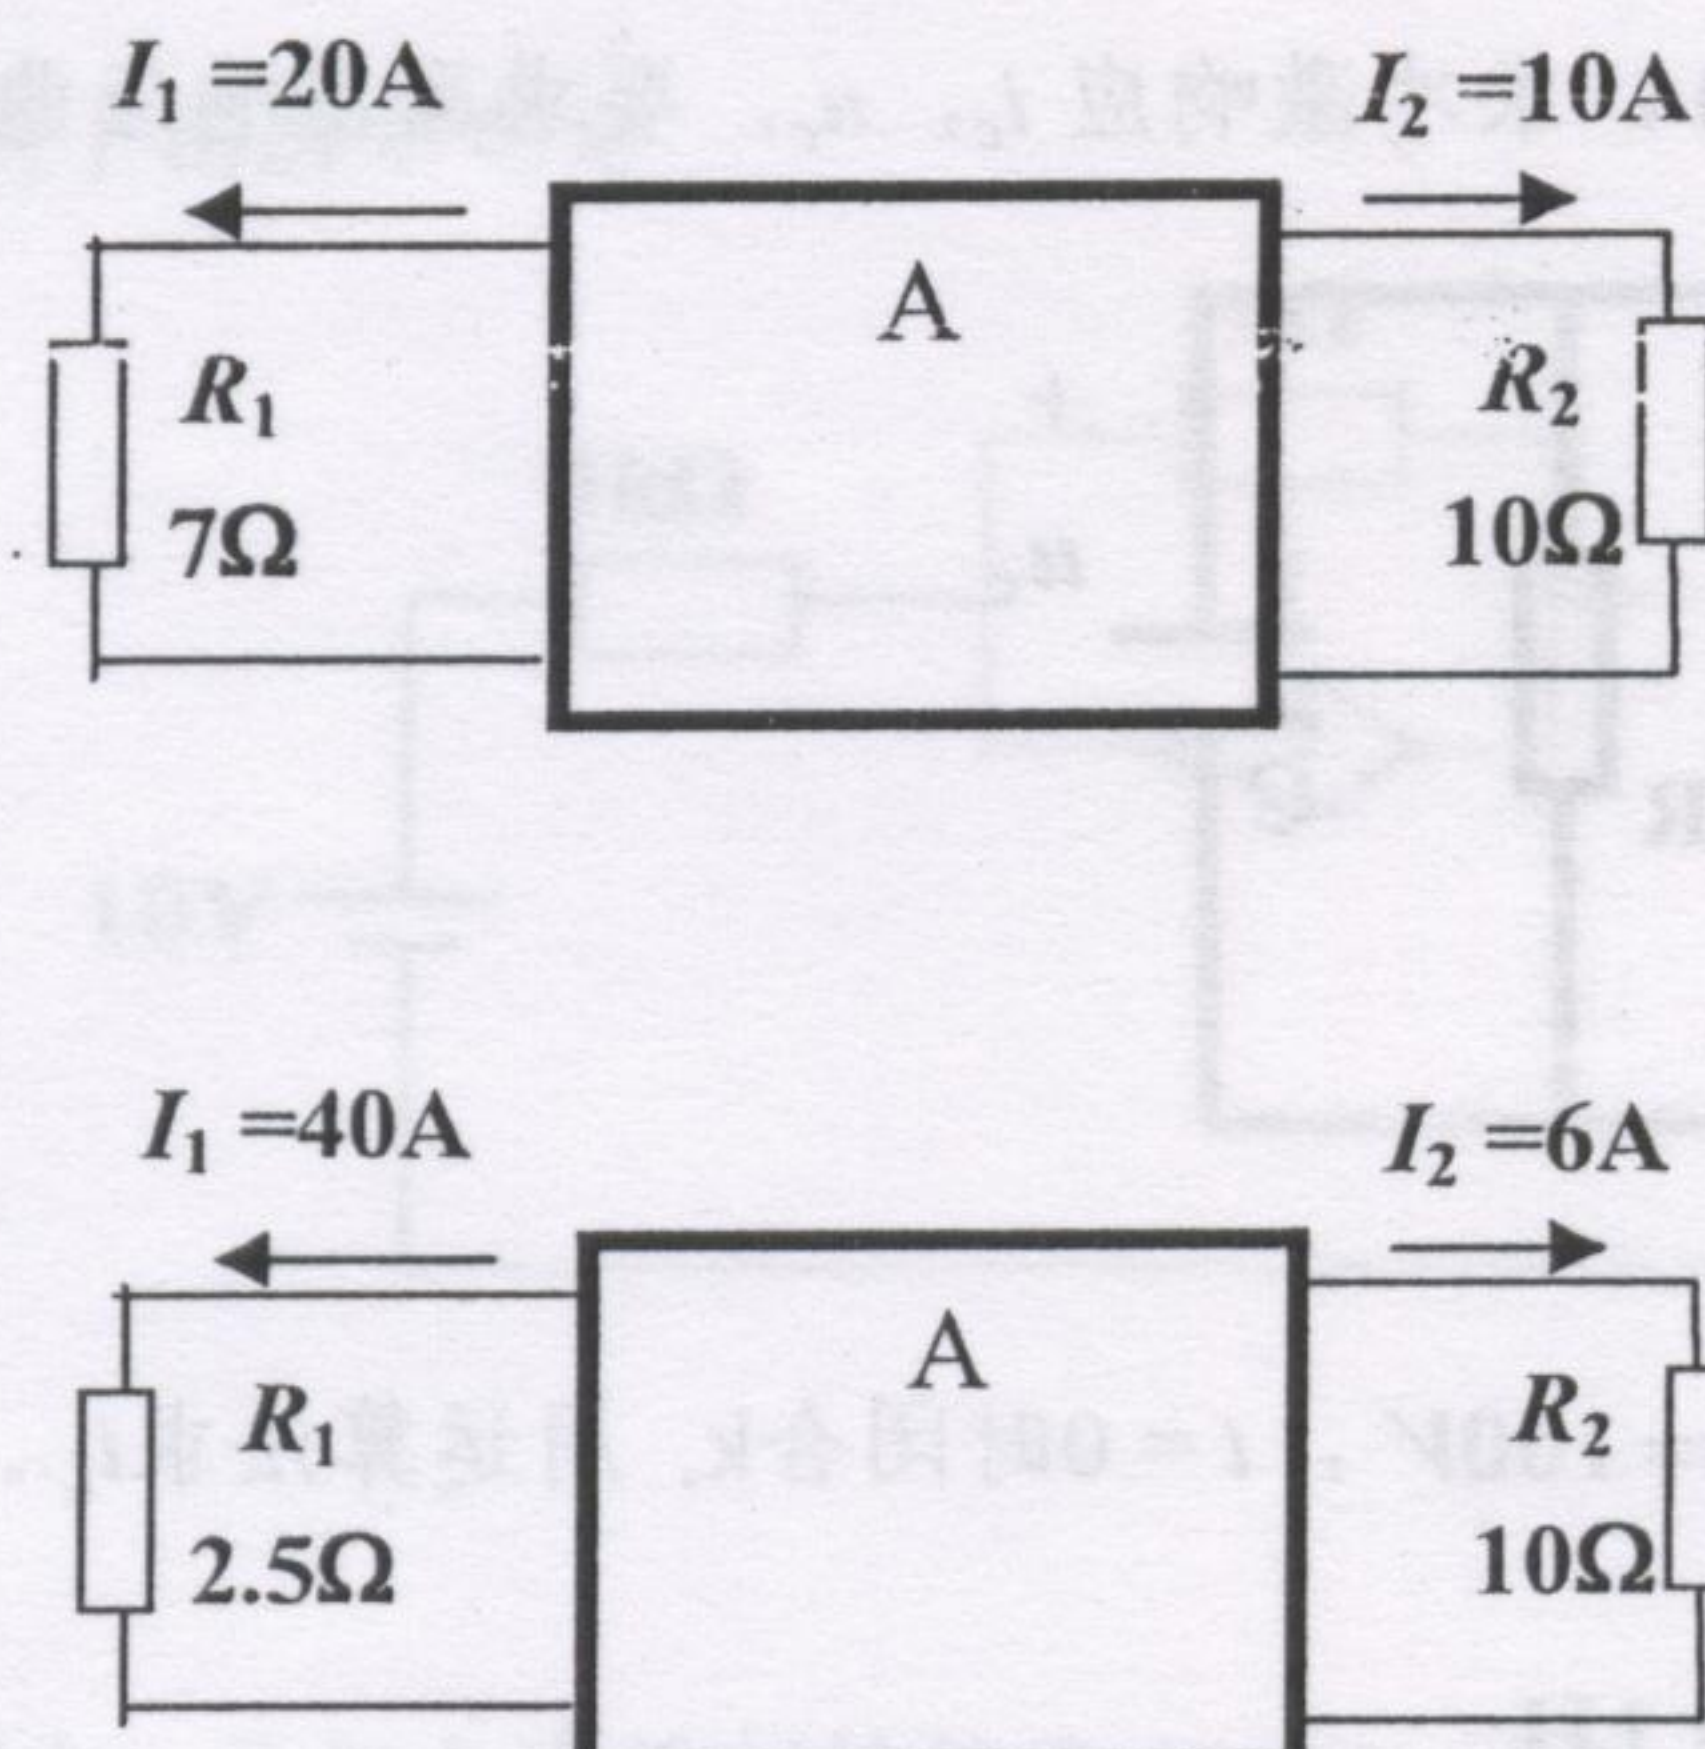 I₁ =20A
I₂ =10A
A
R₁
7Ω
R₂
10Ω
I₁ =40A
I₂ =6A
A
R₁
2.5Ω
R₂
10Ω